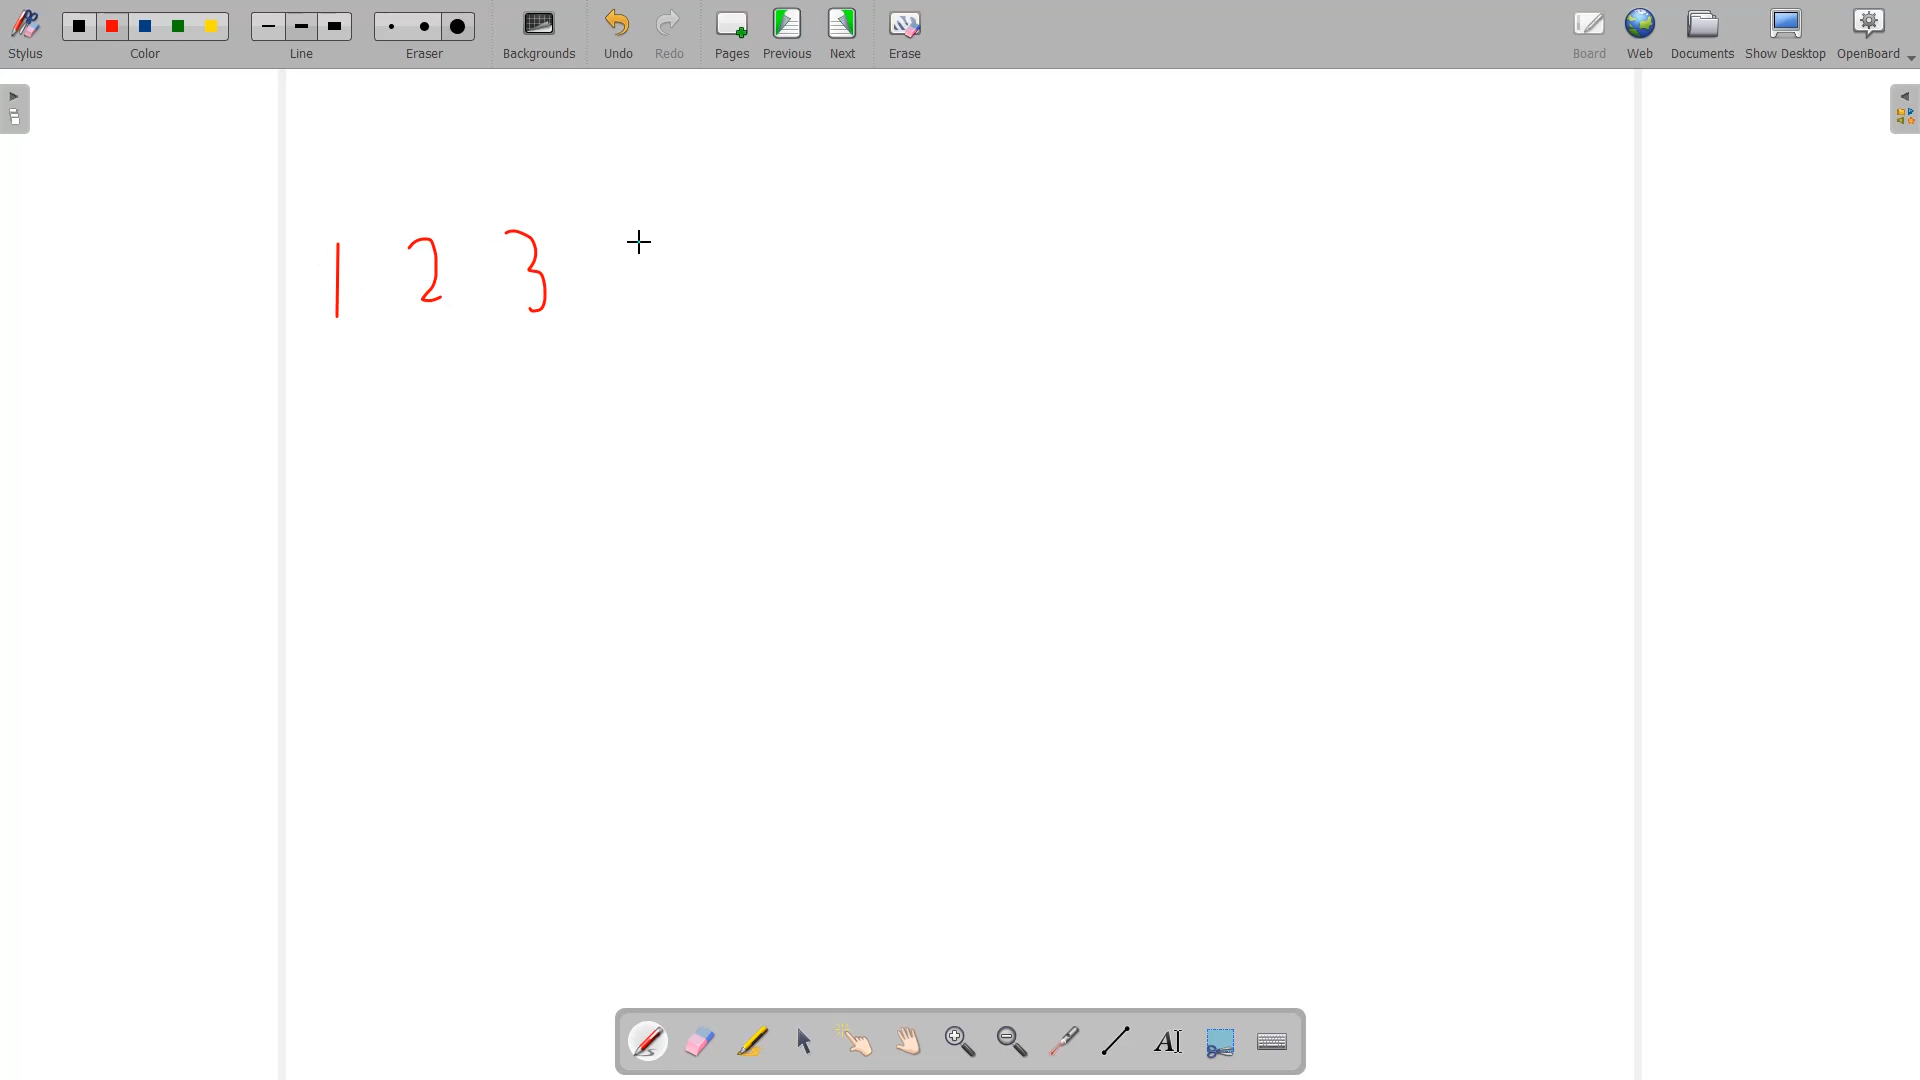 Stylus Color Line Eraser Backgrounds Undo Redo Pages Previous Next Erase Board Web Documents Show Desktop OpenBoard
1 2 3
A